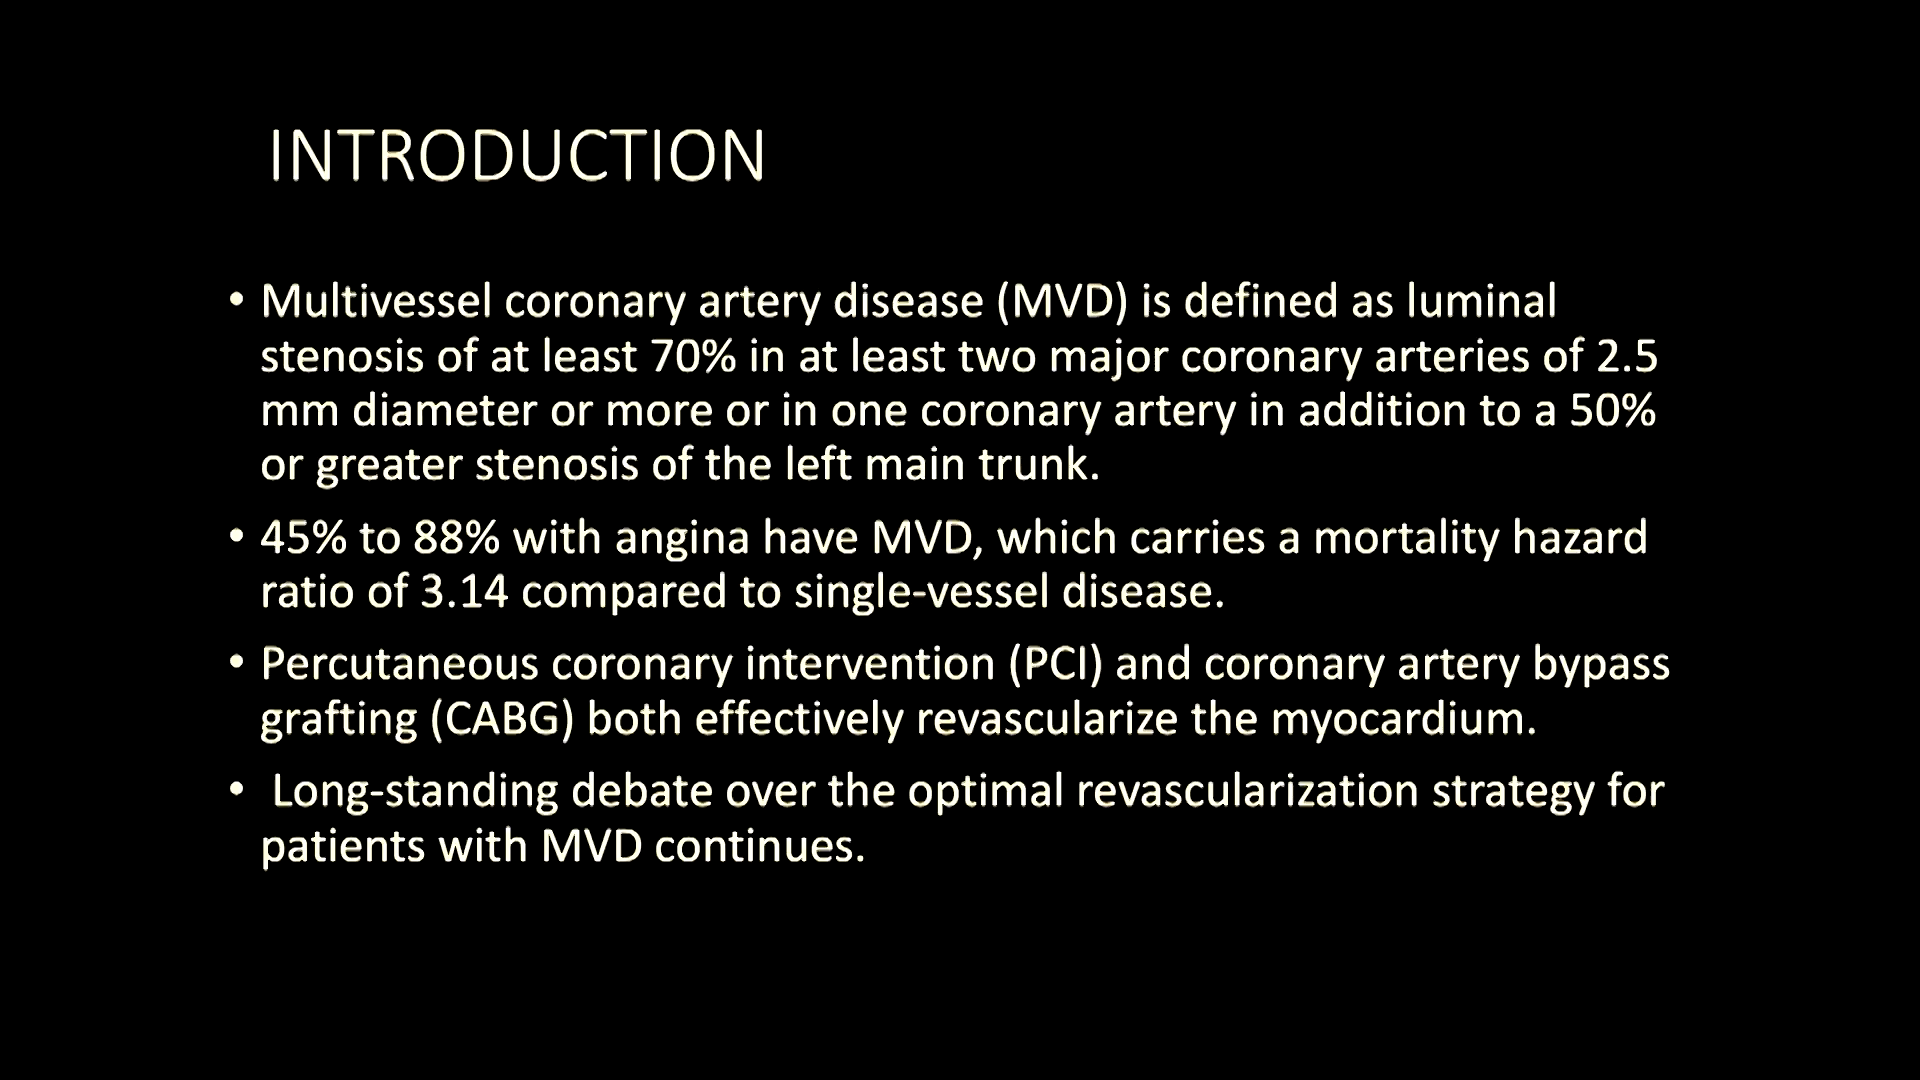 INTRODUCTION
• Multivessel coronary artery disease (MVD) is defined as luminal
stenosis of at least 70% in at least two major coronary arteries of 2.5
mm diameter or more or in one coronary artery in addition to a 50%
or greater stenosis of the left main trunk.
• 45% to 88% with angina have MVD, which carries a mortality hazard
ratio of 3.14 compared to single-vessel disease.
• Percutaneous coronary intervention (PCI) and coronary artery bypass
grafting (CABG) both effectively revascularize the myocardium.
• Long-standing debate over the optimal revascularization strategy for
patients with MVD continues.